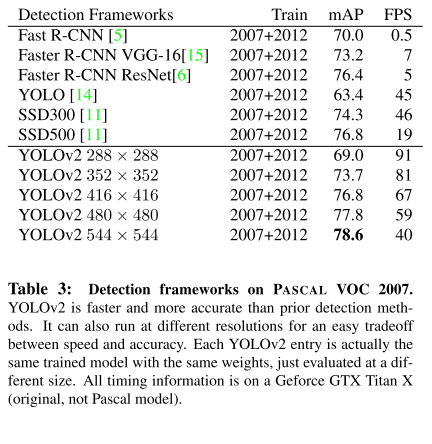 Detection Frameworks Train mAP FPS
Fast R-CNN [5] 2007+2012 70.0 0.5
Faster R-CNN VGG-16[15] 2007+2012 73.2 7
Faster R-CNN ResNet[6] 2007+2012 76.4 5
YOLO [14] 2007+2012 63.4 45
SSD300 [11] 2007+2012 74.3 46
SSD500 [11] 2007+2012 76.8 19
YOLOv2 288 × 288 2007+2012 69.0 91
YOLOv2 352 × 352 2007+2012 73.7 81
YOLOv2 416 × 416 2007+2012 76.8 67
YOLOv2 480 × 480 2007+2012 77.8 59
YOLOv2 544 × 544 2007+2012 78.6 40
Table 3: Detection frameworks on PASCAL VOC 2007.
YOLOv2 is faster and more accurate than prior detection meth-
ods. It can also run at different resolutions for an easy tradeoff
between speed and accuracy. Each YOLOv2 entry is actually the
same trained model with the same weights, just evaluated at a dif-
ferent size. All timing information is on a Geforce GTX Titan X
(original, not Pascal model).